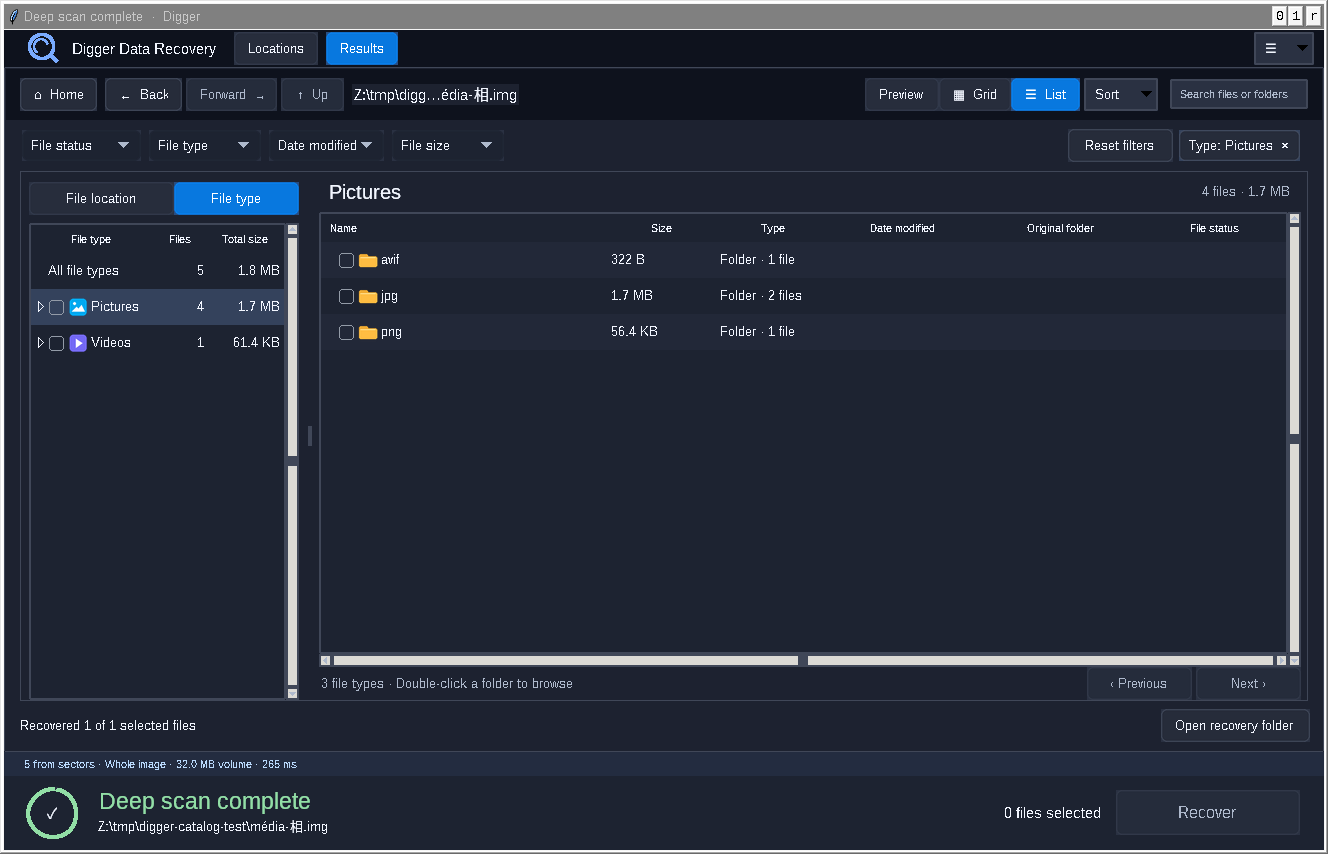 Deep scan complete · Digger 0 1 r
Digger Data Recovery Locations Results ☰
⌂ Home ← Back Forward → ↑ Up Z:\tmp\digg…édia-相.img Preview ▦ Grid ☰ List Sort Search files or folders
File status File type Date modified File size Reset filters Type: Pictures ×
File location File type
Pictures 4 files · 1.7 MB
File type Files Total size
All file types 5 1.8 MB
Pictures 4 1.7 MB
Videos 1 61.4 KB
Name Size Type Date modified Original folder File status
avif 322 B Folder · 1 file
jpg 1.7 MB Folder · 2 files
png 56.4 KB Folder · 1 file
3 file types · Double-click a folder to browse ‹ Previous Next ›
Recovered 1 of 1 selected files Open recovery folder
5 from sectors · Whole image · 32.0 MB volume · 265 ms
✓ Deep scan complete
Z:\tmp\digger-catalog-test\média-相.img
0 files selected Recover